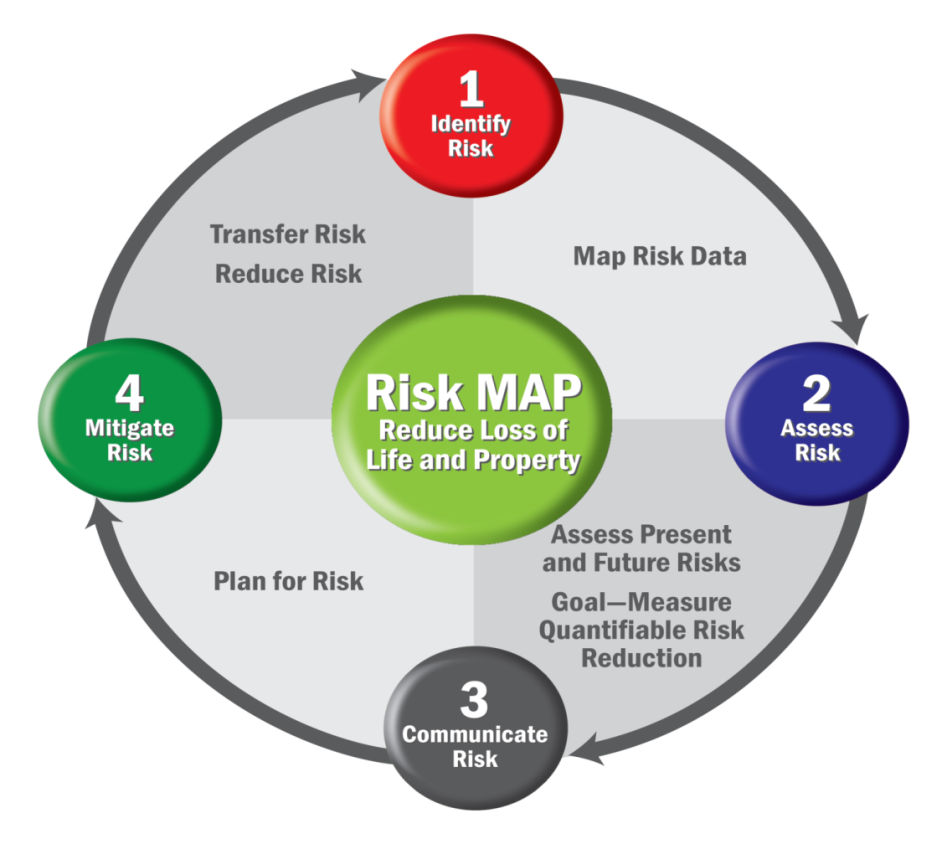 1
Identify
Risk
Transfer Risk
Reduce Risk
Map Risk Data
Risk MAP
Reduce Loss of
Life and Property
4
Mitigate
Risk
2
Assess
Risk
Plan for Risk
Assess Present
and Future Risks
Goal—Measure
Quantifiable Risk
Reduction
3
Communicate
Risk